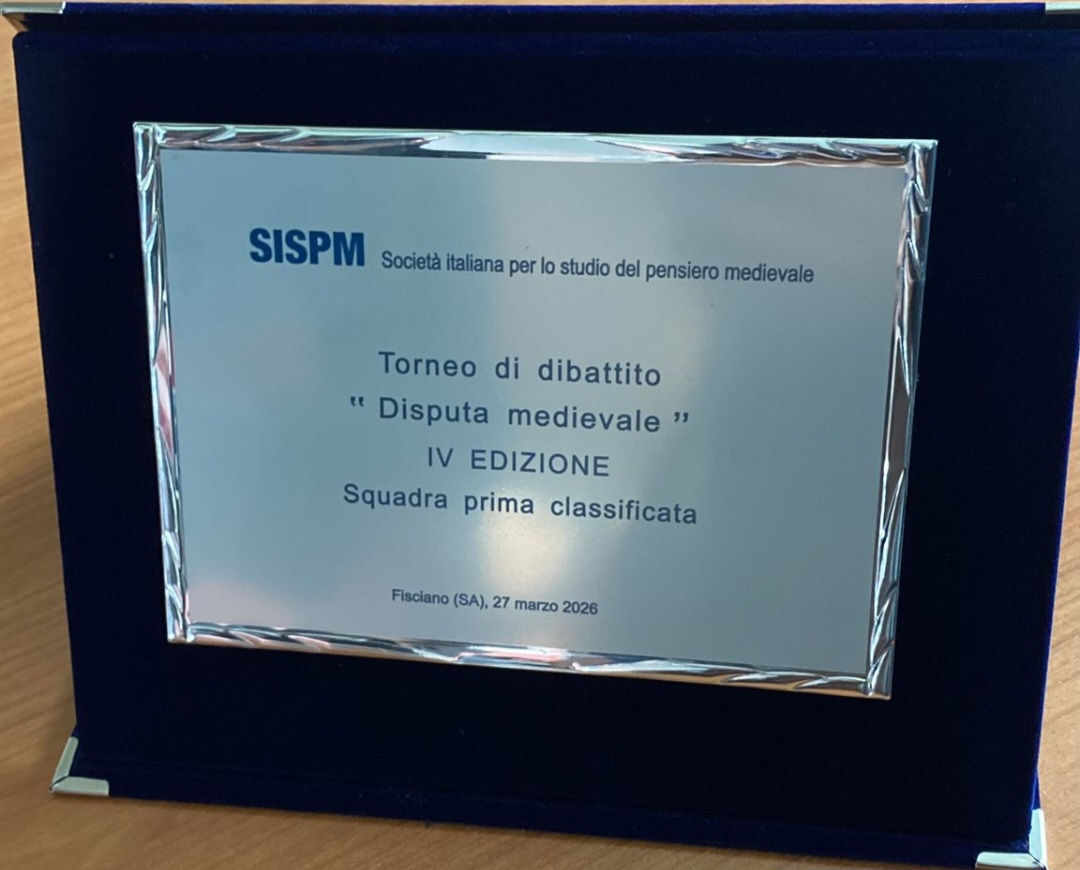 SISPM Società italiana per lo studio del pensiero medievale
Torneo di dibattito
“ Disputa medievale ”
IV EDIZIONE
Squadra prima classificata
Fisciano (SA), 27 marzo 2026